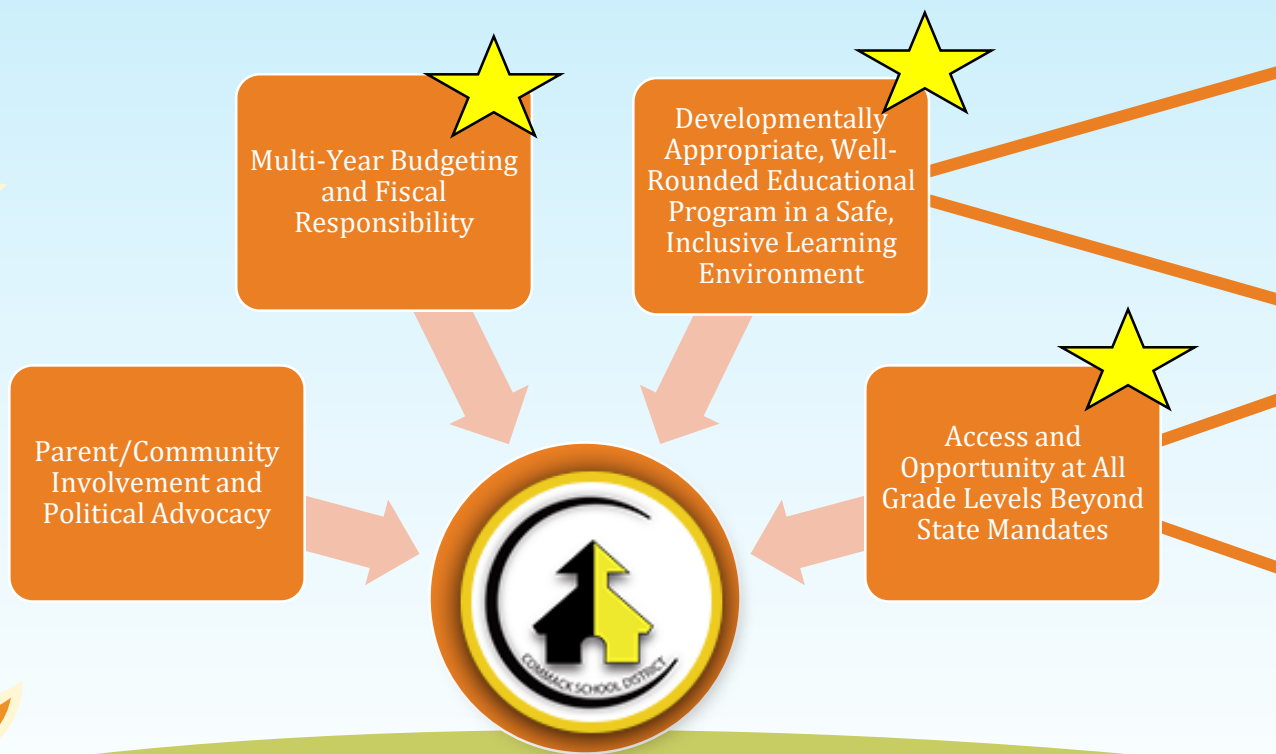 Multi-Year Budgeting
and Fiscal
Responsibility
Developmentally
Appropriate, Well-
Rounded Educational
Program in a Safe,
Inclusive Learning
Environment
Parent/Community
Involvement and
Political Advocacy
Access and
Opportunity at All
Grade Levels Beyond
State Mandates
COMMACK SCHOOL DISTRICT